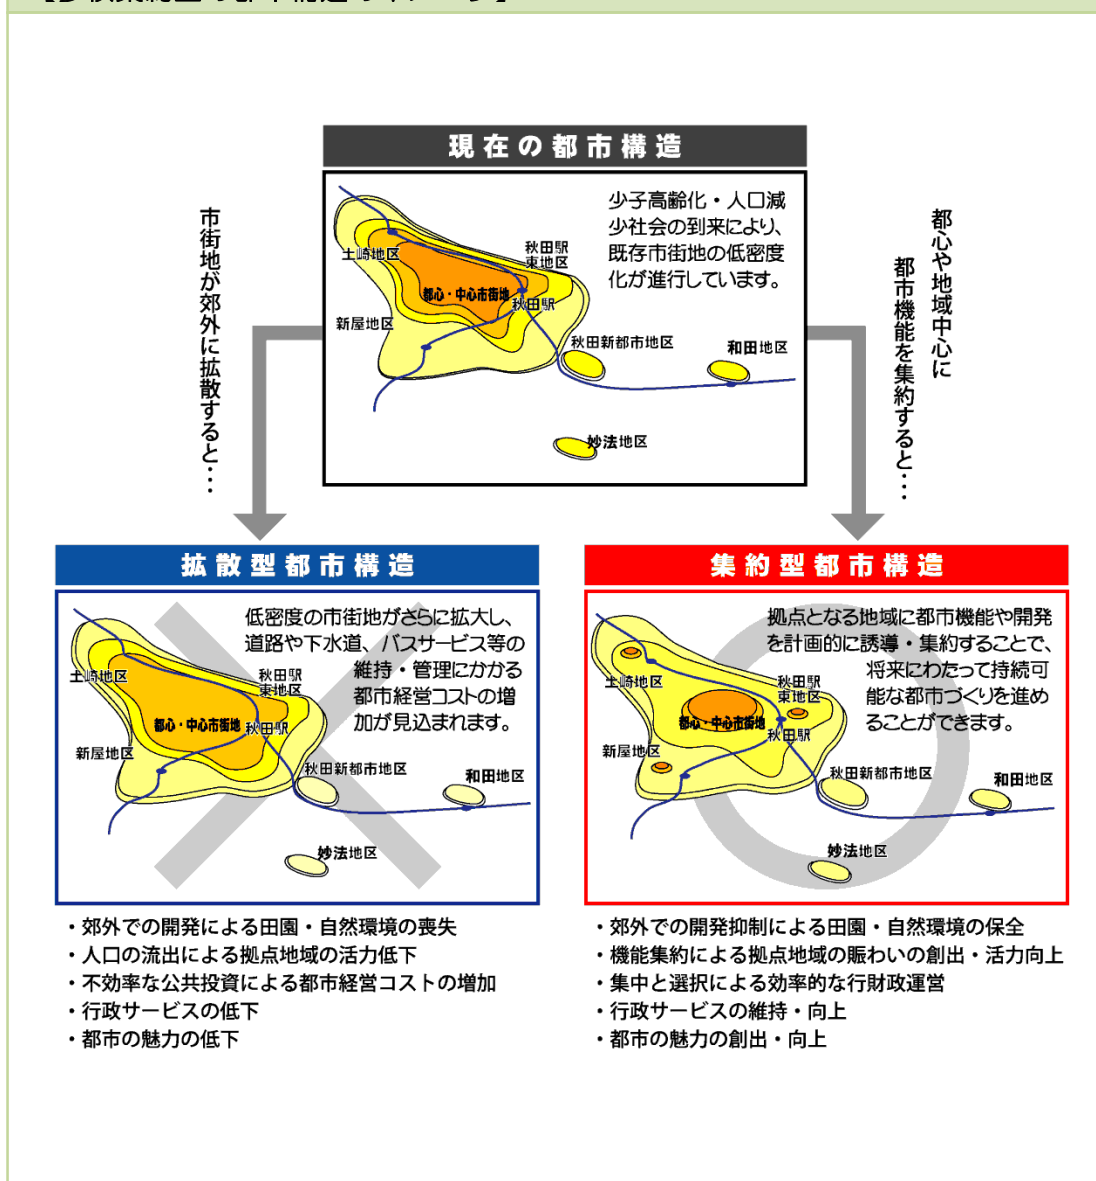 現在の都市構造
少子高齢化・人口減
少社会の到来により、
既存市街地の低密度
化が進行しています。
土崎地区
秋田駅
東地区
都心・中心市街地
秋田駅
新屋地区
秋田新都市地区
和田地区
妙法地区
市街地が郊外に拡散すると・・・
都心や地域中心に
都市機能を集約すると・・・
拡散型都市構造
低密度の市街地がさらに拡大し、
道路や下水道、バスサービス等の
維持・管理にかかる
都市経営コストの増
加が見込まれます。
土崎地区
秋田駅
東地区
都心・中心市街地
秋田駅
新屋地区
秋田新都市地区
和田地区
妙法地区
・郊外での開発による田園・自然環境の喪失
・人口の流出による拠点地域の活力低下
・不効率な公共投資による都市経営コストの増加
・行政サービスの低下
・都市の魅力の低下
集約型都市構造
拠点となる地域に都市機能や開発
を計画的に誘導・集約することで、
将来にわたって持続可
能な都市づくりを進め
ることができます。
土崎地区
秋田駅
東地区
都心・中心市街地
秋田駅
新屋地区
秋田新都市地区
和田地区
妙法地区
・郊外での開発抑制による田園・自然環境の保全
・機能集約による拠点地域の賑わいの創出・活力向上
・集中と選択による効率的な行財政運営
・行政サービスの維持・向上
・都市の魅力の創出・向上